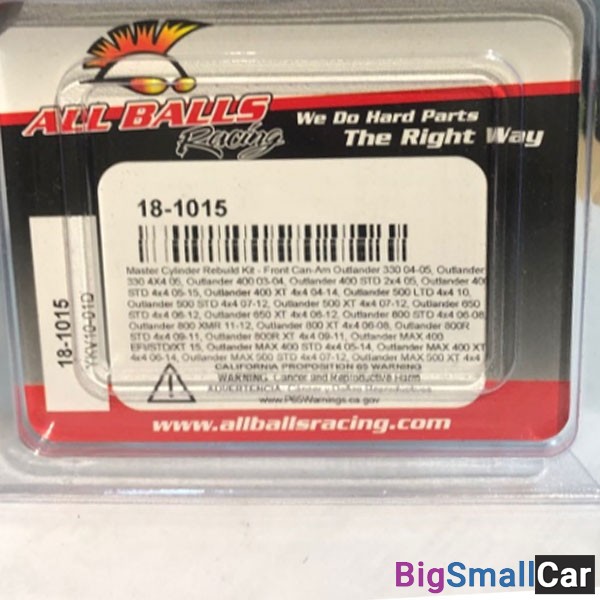 ALL BALLS
Racing
We Do Hard Parts
The Right Way
18-1015
Master Cylinder Rebuild Kit - Front Can-Am Outlander 330 04-05, Outlander
330 4X4 05, Outlander 400 03-04, Outlander 400 STD 2x4 05, Outlander 400
STD 4x4 05-15, Outlander 400 XT 4x4 04-14, Outlander 500 LTD 4x4 10,
Outlander 500 STD 4x4 07-12, Outlander 500 XT 4x4 07-12, Outlander 650
STD 4x4 06-12, Outlander 650 XT 4x4 06-12, Outlander 800 STD 4x4 06-08,
Outlander 800 XMR 11-12, Outlander 800 XT 4x4 06-08, Outlander 800R
STD 4x4 09-11, Outlander 800R XT 4x4 09-11, Outlander MAX 400
EFI/STD/XT 15, Outlander MAX 400 STD 4x4 05-14, Outlander MAX 400 XT
4x4 06-14, Outlander MAX 500 STD 4x4 07-12, Outlander MAX 500 XT 4x4
CALIFORNIA PROPOSITION 65 WARNING
WARNING: Cancer and Reproductive Harm
ADVERTENCIA:
www.P65Warnings.ca.gov
18-1015
YXV10-01D
www.allballsracing.com
BigSmallCar